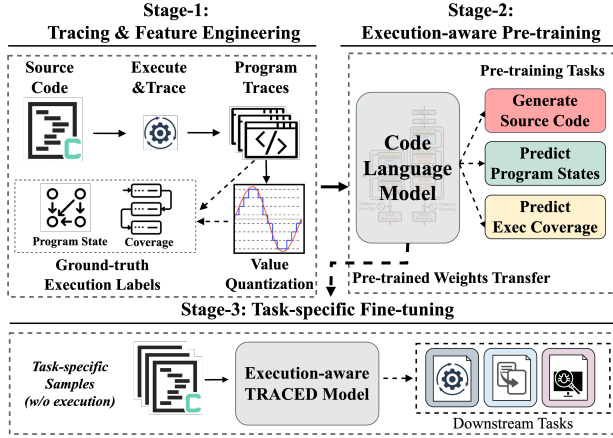 Stage-1:
Tracing & Feature Engineering
Source
Code
Execute
&Trace
Program
Traces
C
</>
Program State
Coverage
Ground-truth
Execution Labels
Value
Quantization
Stage-2:
Execution-aware Pre-training
Code
Language
Model
Pre-training Tasks
Generate
Source Code
Predict
Program States
Predict
Exec Coverage
Pre-trained Weights Transfer
Stage-3: Task-specific Fine-tuning
Task-specific
Samples
(w/o execution)
C
Execution-aware
TRACED Model
Downstream Tasks